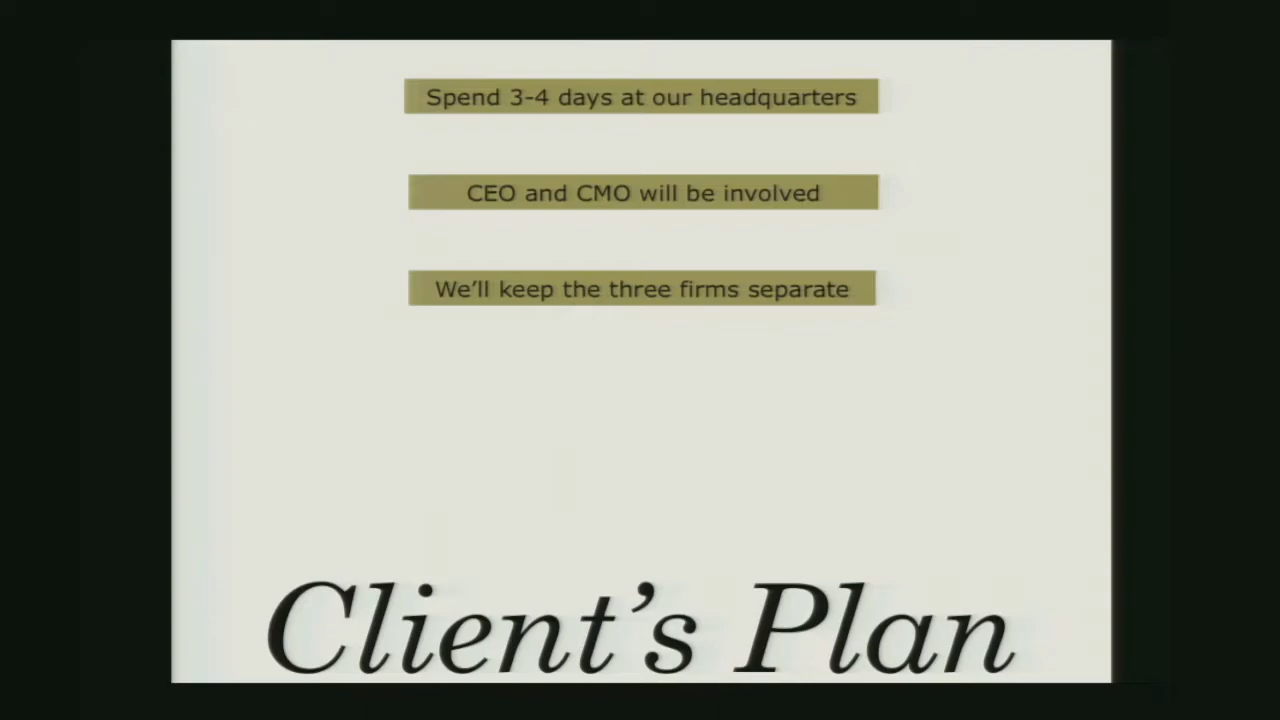 Spend 3-4 days at our headquarters
CEO and CMO will be involved
We’ll keep the three firms separate
Client’s Plan